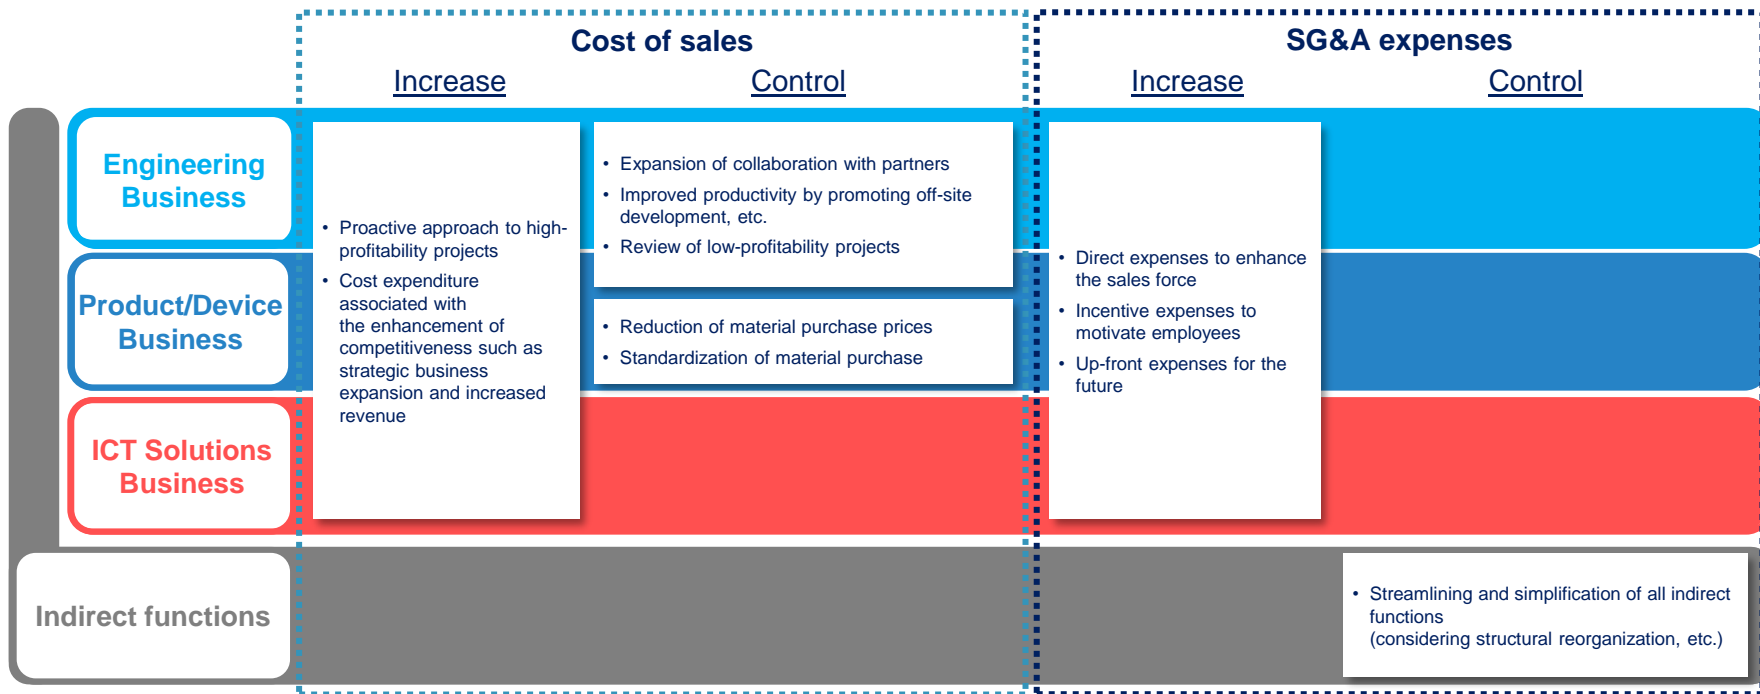 Cost of sales
SG&A expenses
Increase
Control
Increase
Control
Engineering
Business
Product/Device
Business
ICT Solutions
Business
Indirect functions
• Proactive approach to high-
profitability projects
• Cost expenditure
associated with
the enhancement of
competitiveness such as
strategic business
expansion and increased
revenue
• Expansion of collaboration with partners
• Improved productivity by promoting off-site
development, etc.
• Review of low-profitability projects
• Reduction of material purchase prices
• Standardization of material purchase
• Direct expenses to enhance
the sales force
• Incentive expenses to
motivate employees
• Up-front expenses for the
future
• Streamlining and simplification of all indirect
functions
(considering structural reorganization, etc.)